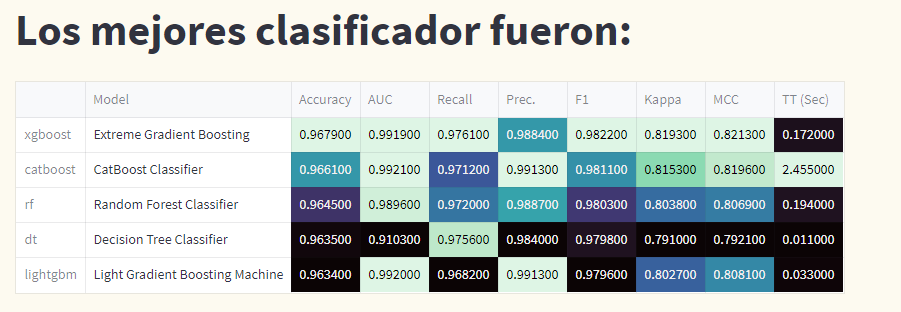 Los mejores clasificador fueron:
Model Accuracy AUC Recall Prec. F1 Kappa MCC TT (Sec)
xgboost Extreme Gradient Boosting 0.967900 0.991900 0.976100 0.988400 0.982200 0.819300 0.821300 0.172000
catboost CatBoost Classifier 0.966100 0.992100 0.971200 0.991300 0.981100 0.815300 0.819600 2.455000
rf Random Forest Classifier 0.964500 0.989600 0.972000 0.988700 0.980300 0.803800 0.806900 0.194000
dt Decision Tree Classifier 0.963500 0.910300 0.975600 0.984000 0.979800 0.791000 0.792100 0.011000
lightgbm Light Gradient Boosting Machine 0.963400 0.992000 0.968200 0.991300 0.979600 0.802700 0.808100 0.033000